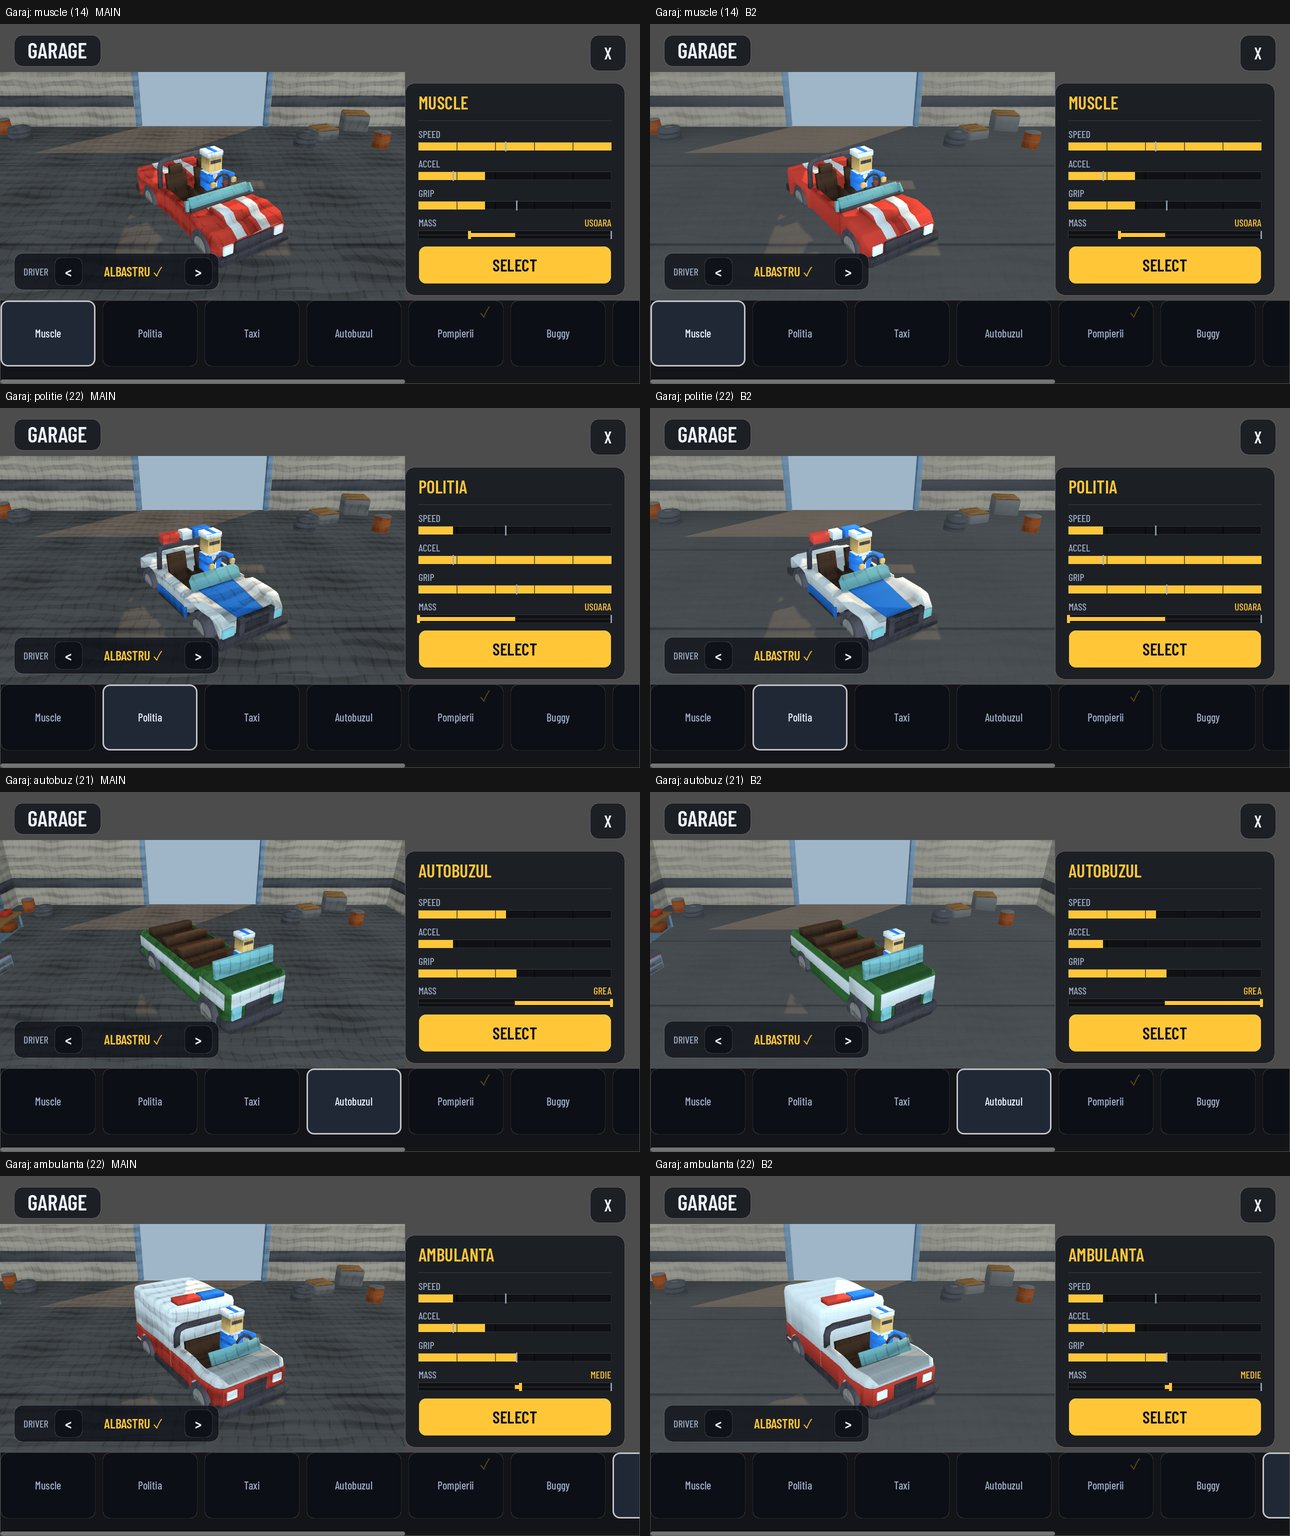 Garaj: muscle (14)  MAIN
GARAGE
X
MUSCLE
SPEED
ACCEL
GRIP
MASS USOARA
SELECT
DRIVER < ALBASTRU ✓ >
Muscle Politia Taxi Autobuzul Pompierii ✓ Buggy
Garaj: muscle (14)  B2
GARAGE
X
MUSCLE
SPEED
ACCEL
GRIP
MASS USOARA
SELECT
DRIVER < ALBASTRU ✓ >
Muscle Politia Taxi Autobuzul Pompierii ✓ Buggy
Garaj: politie (22)  MAIN
GARAGE
X
POLITIA
SPEED
ACCEL
GRIP
MASS USOARA
SELECT
DRIVER < ALBASTRU ✓ >
Muscle Politia Taxi Autobuzul Pompierii ✓ Buggy
Garaj: politie (22)  B2
GARAGE
X
POLITIA
SPEED
ACCEL
GRIP
MASS USOARA
SELECT
DRIVER < ALBASTRU ✓ >
Muscle Politia Taxi Autobuzul Pompierii ✓ Buggy
Garaj: autobuz (21)  MAIN
GARAGE
X
AUTOBUZUL
SPEED
ACCEL
GRIP
MASS GREA
SELECT
DRIVER < ALBASTRU ✓ >
Muscle Politia Taxi Autobuzul Pompierii ✓ Buggy
Garaj: autobuz (21)  B2
GARAGE
X
AUTOBUZUL
SPEED
ACCEL
GRIP
MASS GREA
SELECT
DRIVER < ALBASTRU ✓ >
Muscle Politia Taxi Autobuzul Pompierii ✓ Buggy
Garaj: ambulanta (22)  MAIN
GARAGE
X
AMBULANTA
SPEED
ACCEL
GRIP
MASS MEDIE
SELECT
DRIVER < ALBASTRU ✓ >
Muscle Politia Taxi Autobuzul Pompierii ✓ Buggy
Garaj: ambulanta (22)  B2
GARAGE
X
AMBULANTA
SPEED
ACCEL
GRIP
MASS MEDIE
SELECT
DRIVER < ALBASTRU ✓ >
Muscle Politia Taxi Autobuzul Pompierii ✓ Buggy